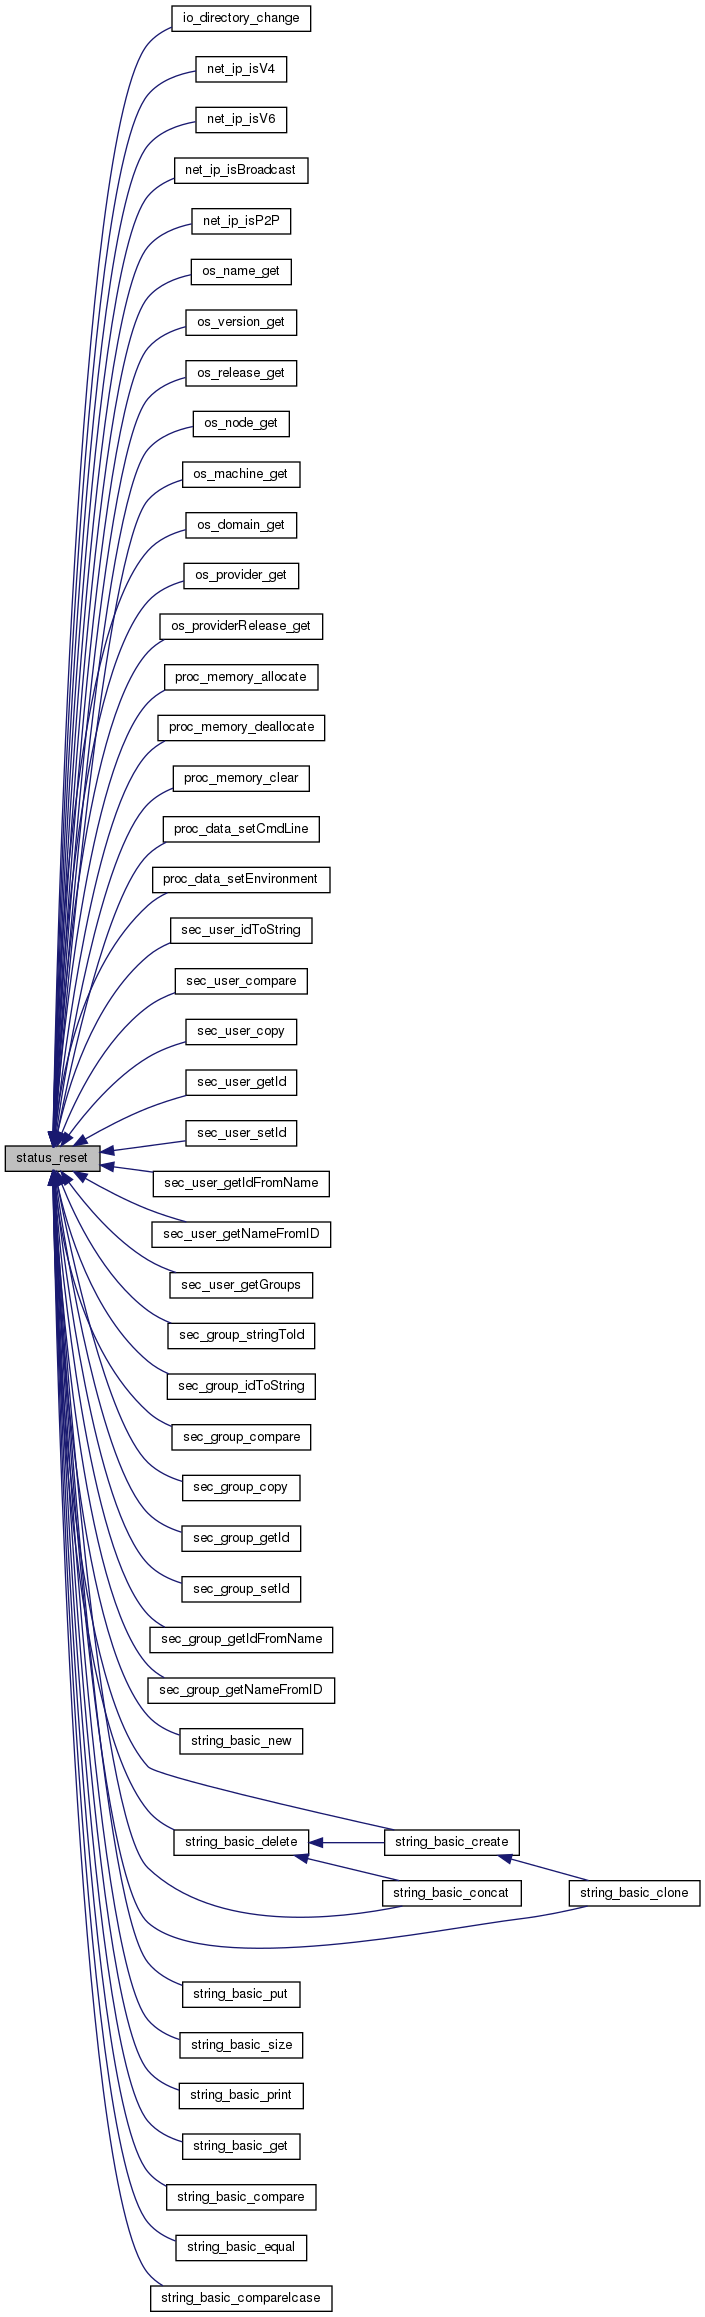 io_directory_change
net_ip_isV4
net_ip_isV6
net_ip_isBroadcast
net_ip_isP2P
os_name_get
os_version_get
os_release_get
os_node_get
os_machine_get
os_domain_get
os_provider_get
os_providerRelease_get
proc_memory_allocate
proc_memory_deallocate
proc_memory_clear
proc_data_setCmdLine
proc_data_setEnvironment
sec_user_idToString
sec_user_compare
sec_user_copy
sec_user_getId
sec_user_setId
status_reset
sec_user_getIdFromName
sec_user_getNameFromID
sec_user_getGroups
sec_group_stringToId
sec_group_idToString
sec_group_compare
sec_group_copy
sec_group_getId
sec_group_setId
sec_group_getIdFromName
sec_group_getNameFromID
string_basic_new
string_basic_delete
string_basic_create
string_basic_concat
string_basic_clone
string_basic_put
string_basic_size
string_basic_print
string_basic_get
string_basic_compare
string_basic_equal
string_basic_compareIcase